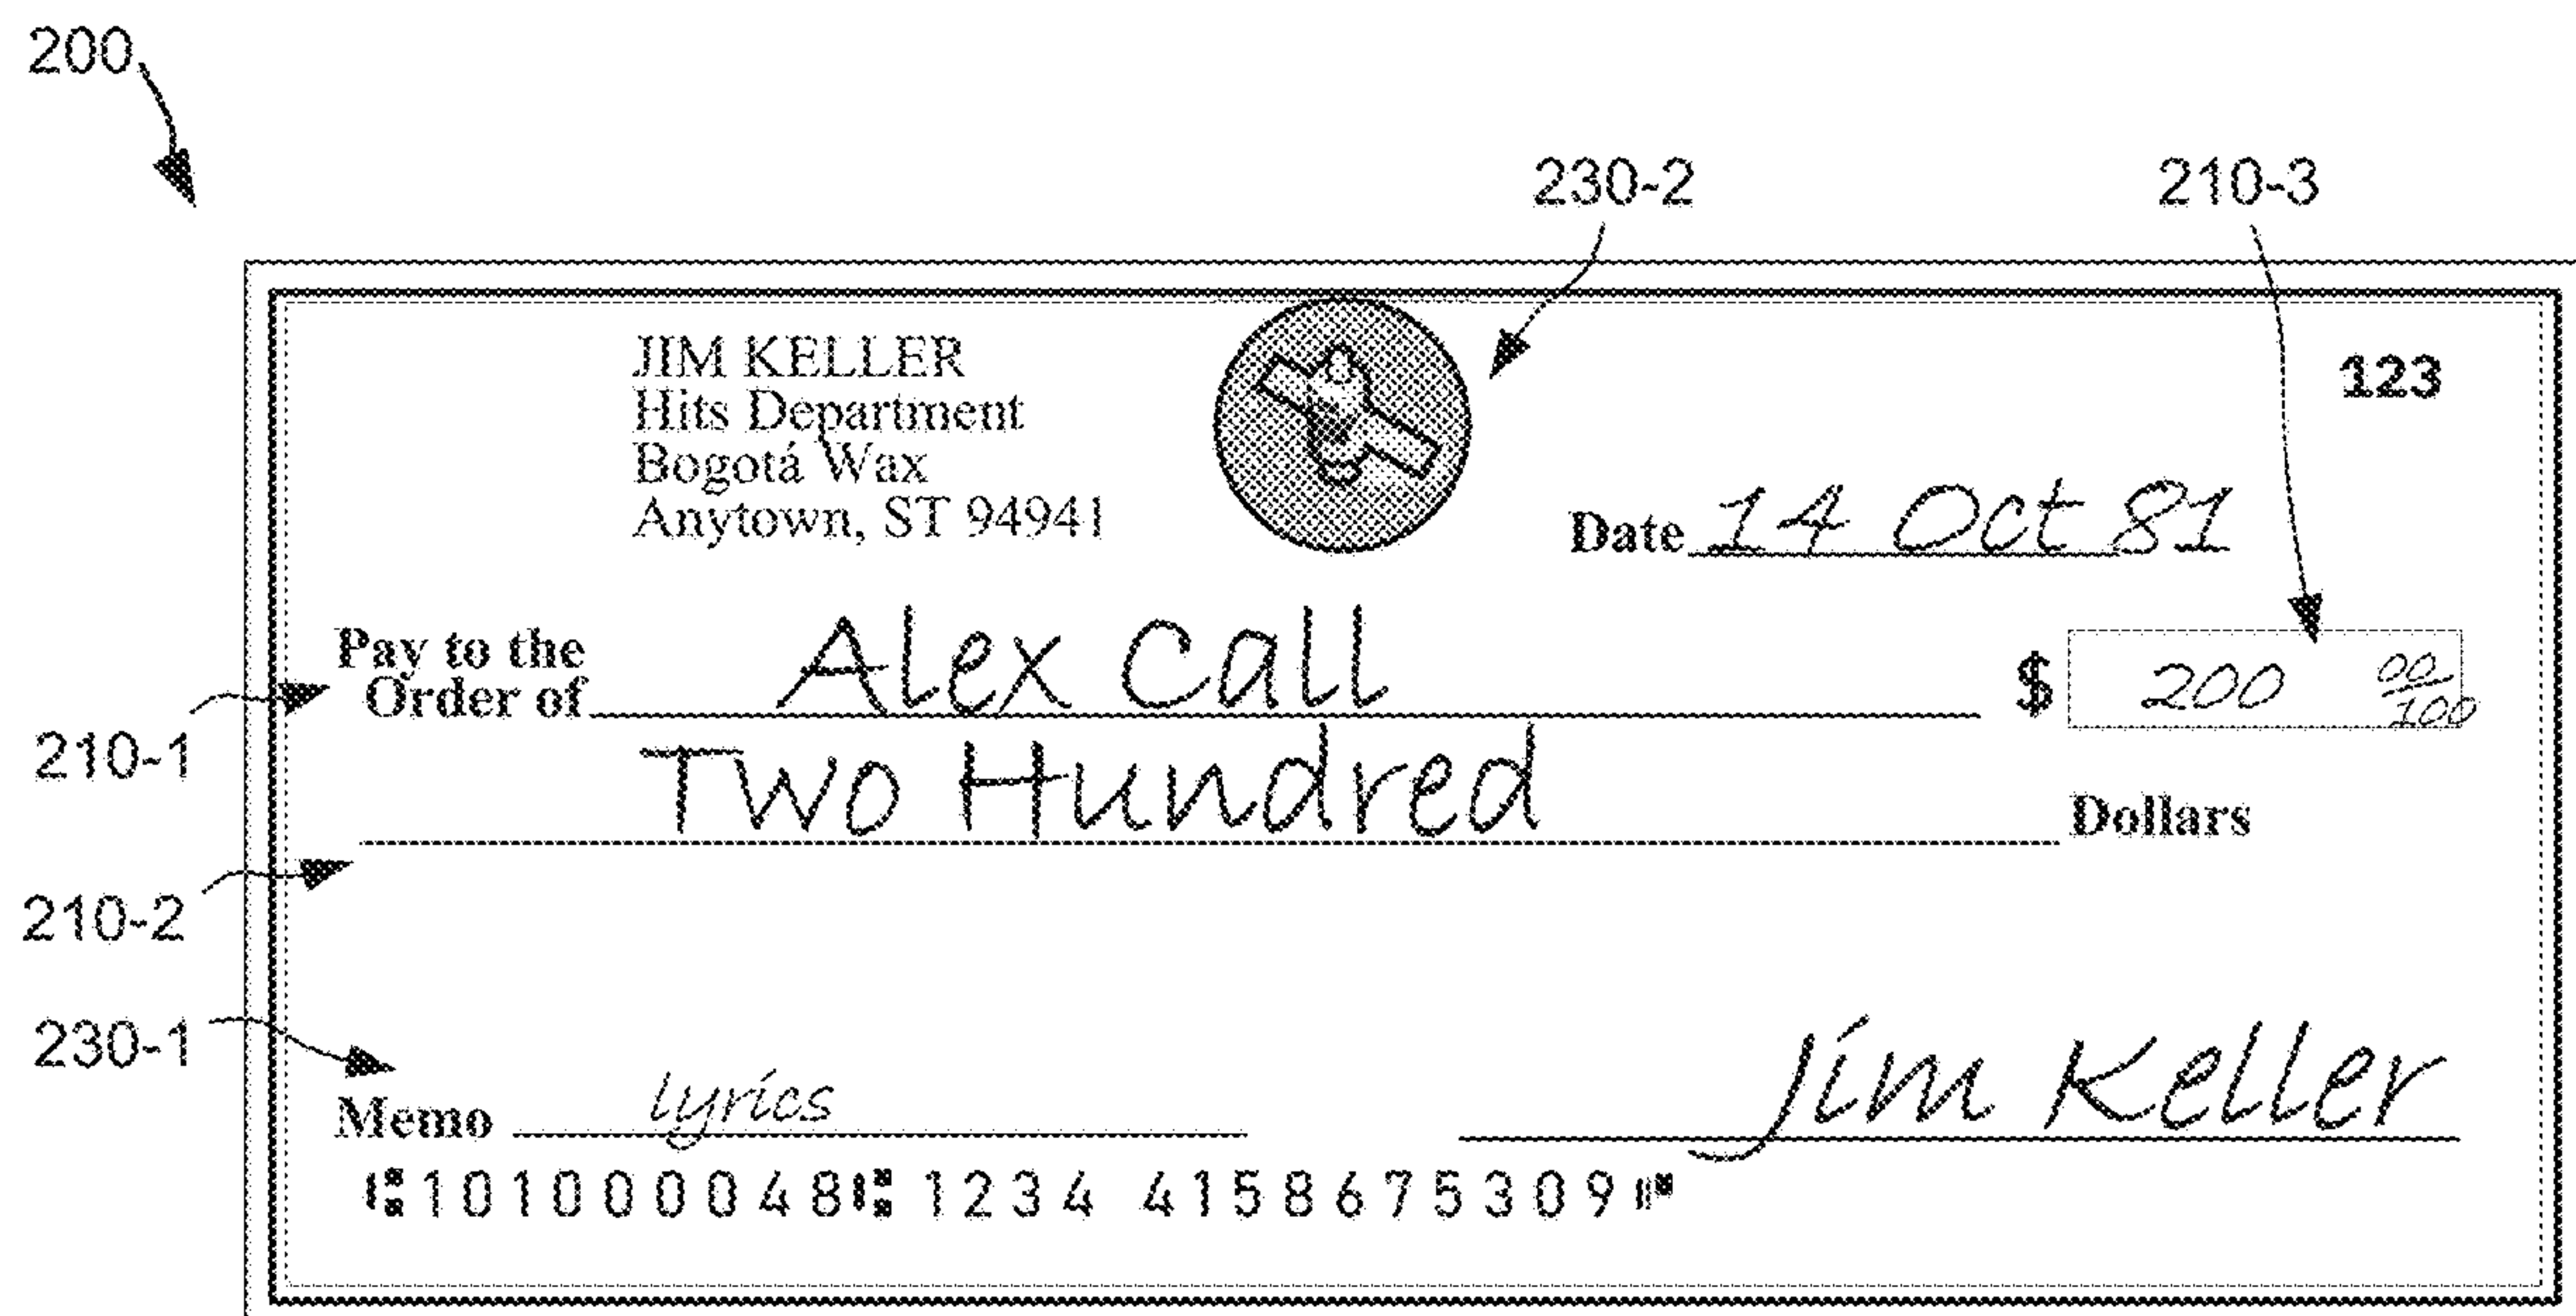 200
230-2 210-3
JIM KELLER
Hits Department
Bogotá Wax
Anytown, ST 94941
123
Date 14 Oct 81
Pay to the
Order of Alex Call $ 200 00/100
210-1
Two Hundred Dollars
210-2
230-1
Memo lyrics Jim Keller
⑆101000048⑆ 1234 4158675309⑈